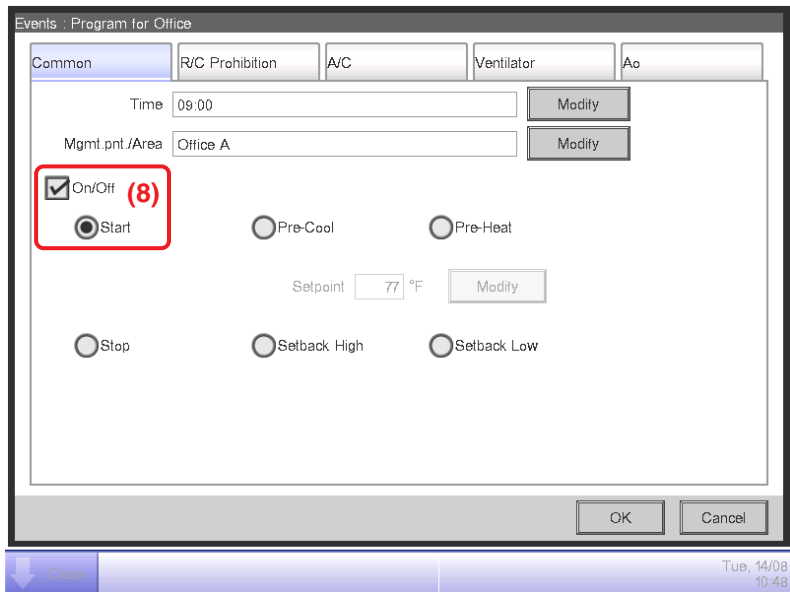 Events : Program for Office
Common R/C Prohibition A/C Ventilator Ao
Time 09:00 Modify
Mgmt.pnt./Area Office A Modify
On/Off (8)
Start Pre-Cool Pre-Heat
Setpoint 77 °F Modify
Stop Setback High Setback Low
OK Cancel
Close Tue, 14/08
10:48